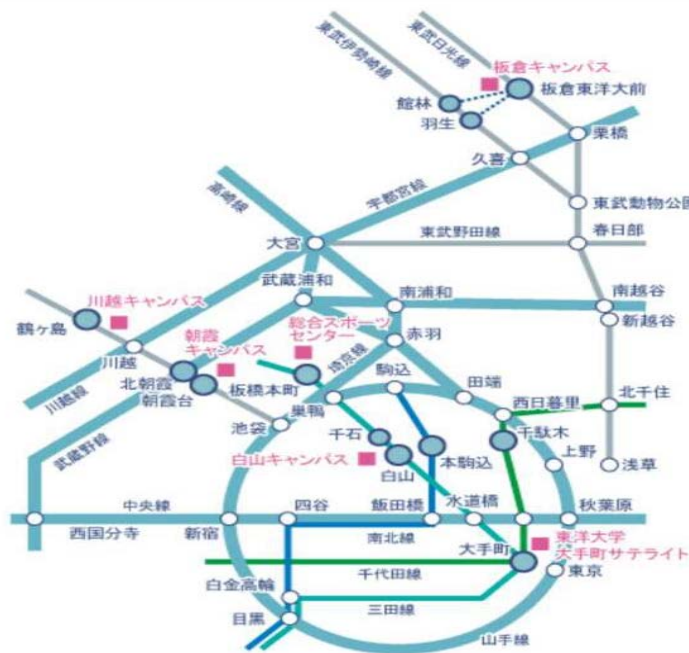 東武日光線
東武伊勢崎線
板倉キャンパス
板倉東洋大前
館林
羽生
栗橋
久喜
高崎線
宇都宮線
東武動物公園
大宮
東武野田線
春日部
武蔵浦和
南浦和
南越谷
川越キャンパス
新越谷
鶴ヶ島
総合スポーツ
センター
朝霞
キャンパス
埼京線
赤羽
川越
北朝霞
朝霞台
板橋本町
駒込
田端
川越線
巣鴨
西日暮里
北千住
池袋
千石
千駄木
武蔵野線
白山キャンパス
白山
本駒込
上野
浅草
中央線
四谷
飯田橋
水道橋
秋葉原
西国分寺
新宿
南北線
大手町
東洋大学
大手町サテライト
千代田線
東京
白金高輪
三田線
目黒
山手線